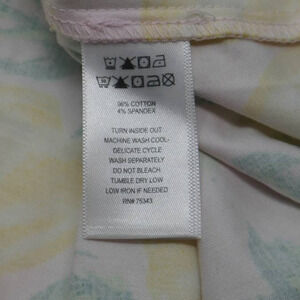 96% COTTON
4% SPANDEX
TURN INSIDE OUT
MACHINE WASH COOL-
DELICATE CYCLE
WASH SEPARATELY
DO NOT BLEACH
TUMBLE DRY LOW
LOW IRON IF NEEDED
RN# 75343